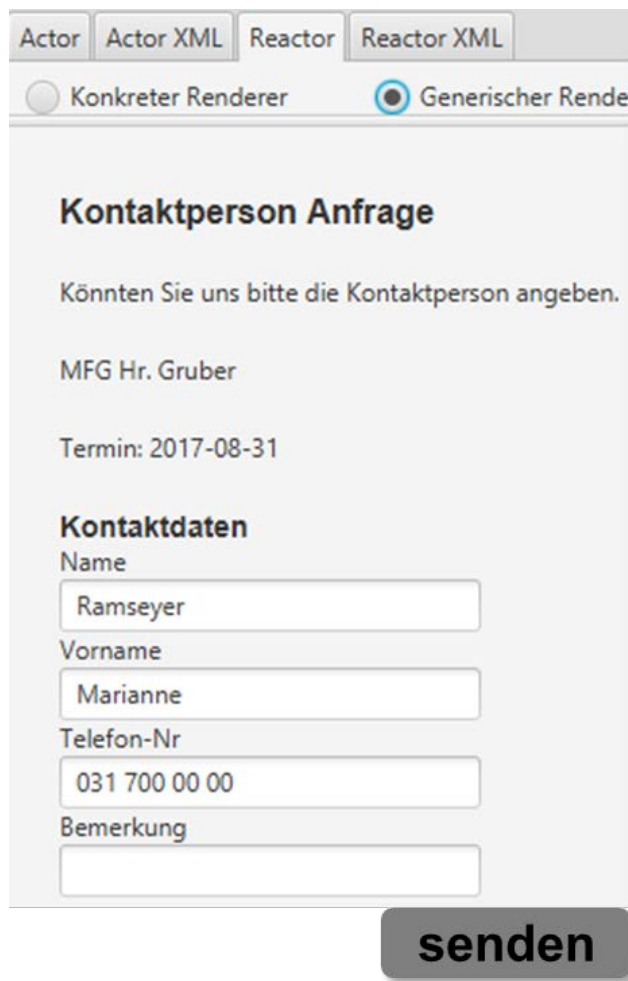 Actor Actor XML Reactor Reactor XML
Konkreter Renderer Generischer Rende
Kontaktperson Anfrage
Könnten Sie uns bitte die Kontaktperson angeben.
MFG Hr. Gruber
Termin: 2017-08-31
Kontaktdaten
Name
Ramseyer
Vorname
Marianne
Telefon-Nr
031 700 00 00
Bemerkung
senden